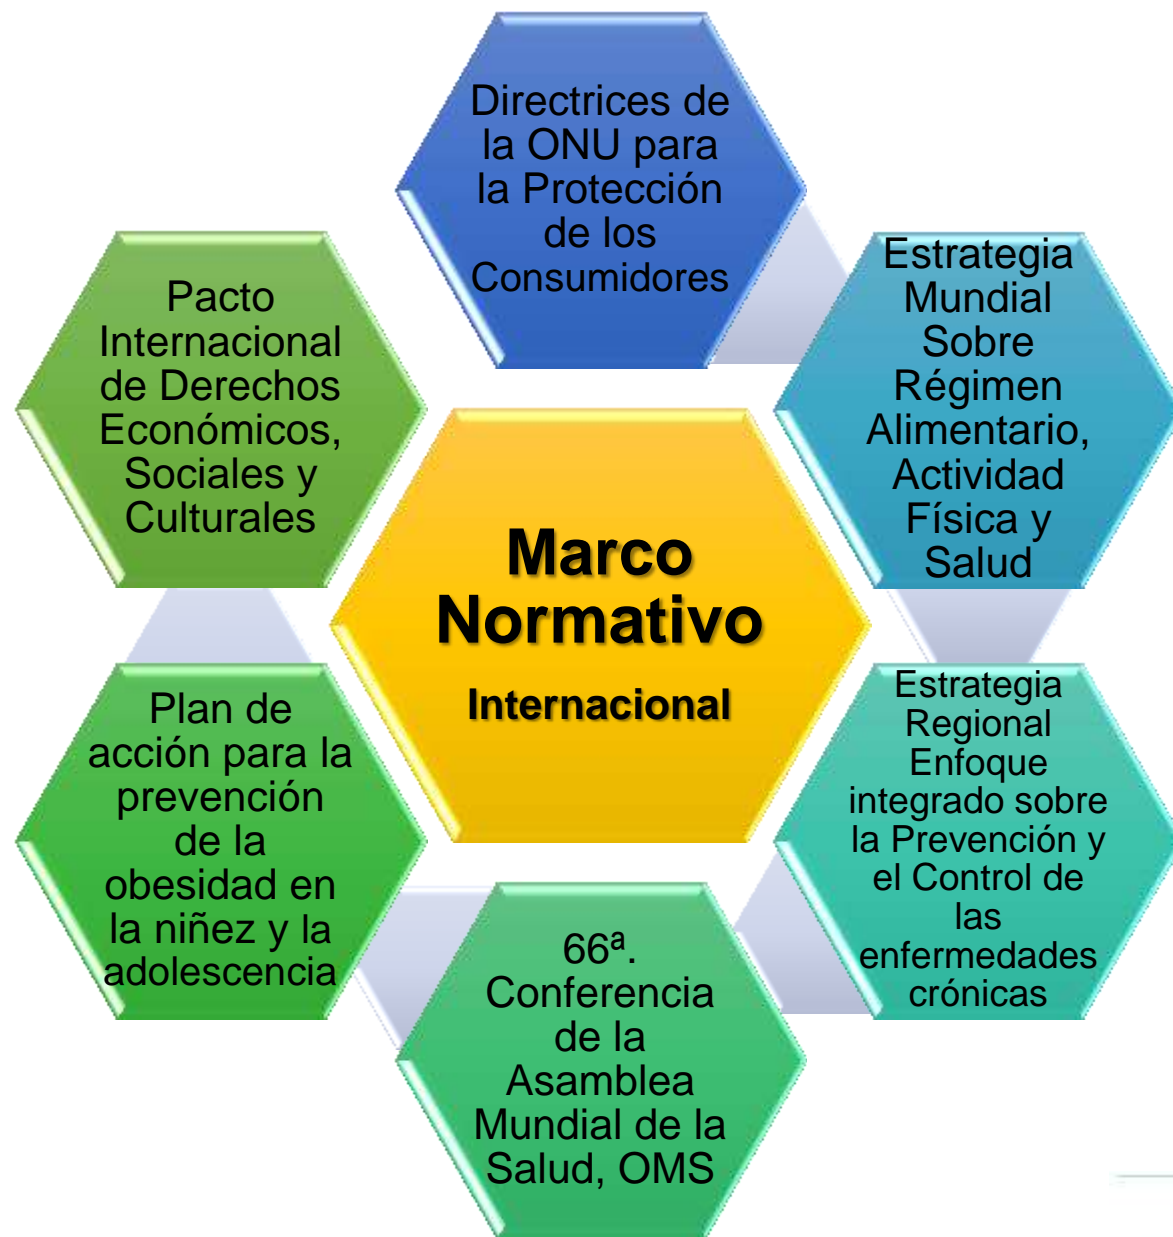 Directrices de
la ONU para
la Protección
de los
Consumidores
Estrategia
Mundial
Sobre
Régimen
Alimentario,
Actividad
Física y
Salud
Estrategia
Regional
Enfoque
integrado sobre
la Prevención y
el Control de
las
enfermedades
crónicas
66ª.
Conferencia
de la
Asamblea
Mundial de la
Salud, OMS
Plan de
acción para la
prevención
de la
obesidad en
la niñez y la
adolescencia
Pacto
Internacional
de Derechos
Económicos,
Sociales y
Culturales
Marco
Normativo
Internacional